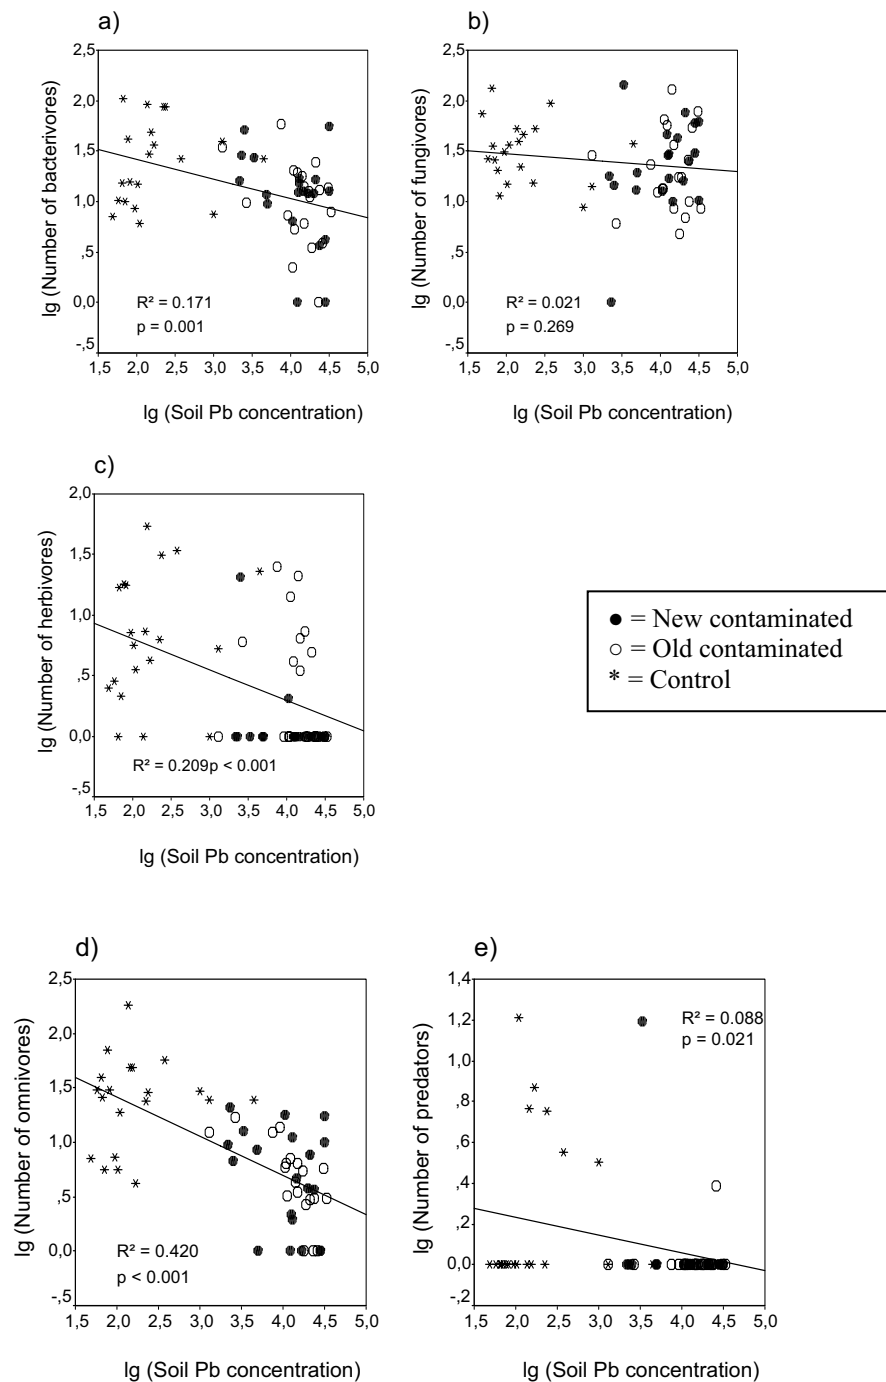 a)
lg (Number of bacterivores)
2,5
2,0
1,5
1,0
,5
0,0
-,5
R² = 0.171
p = 0.001
1,5 2,0 2,5 3,0 3,5 4,0 4,5 5,0
lg (Soil Pb concentration)
b)
lg (Number of fungivores)
2,5
2,0
1,5
1,0
,5
0,0
-,5
R² = 0.021
p = 0.269
1,5 2,0 2,5 3,0 3,5 4,0 4,5 5,0
lg (Soil Pb concentration)
c)
lg (Number of herbivores)
2,0
1,5
1,0
,5
0,0
-,5
R² = 0.209p < 0.001
1,5 2,0 2,5 3,0 3,5 4,0 4,5 5,0
lg (Soil Pb concentration)
● = New contaminated
○ = Old contaminated
* = Control
d)
lg (Number of omnivores)
2,5
2,0
1,5
1,0
,5
0,0
-,5
R² = 0.420
p < 0.001
1,5 2,0 2,5 3,0 3,5 4,0 4,5 5,0
lg (Soil Pb concentration)
e)
lg (Number of predators)
1,4
1,2
1,0
,8
,6
,4
,2
0,0
-,2
R² = 0.088
p = 0.021
1,5 2,0 2,5 3,0 3,5 4,0 4,5 5,0
lg (Soil Pb concentration)